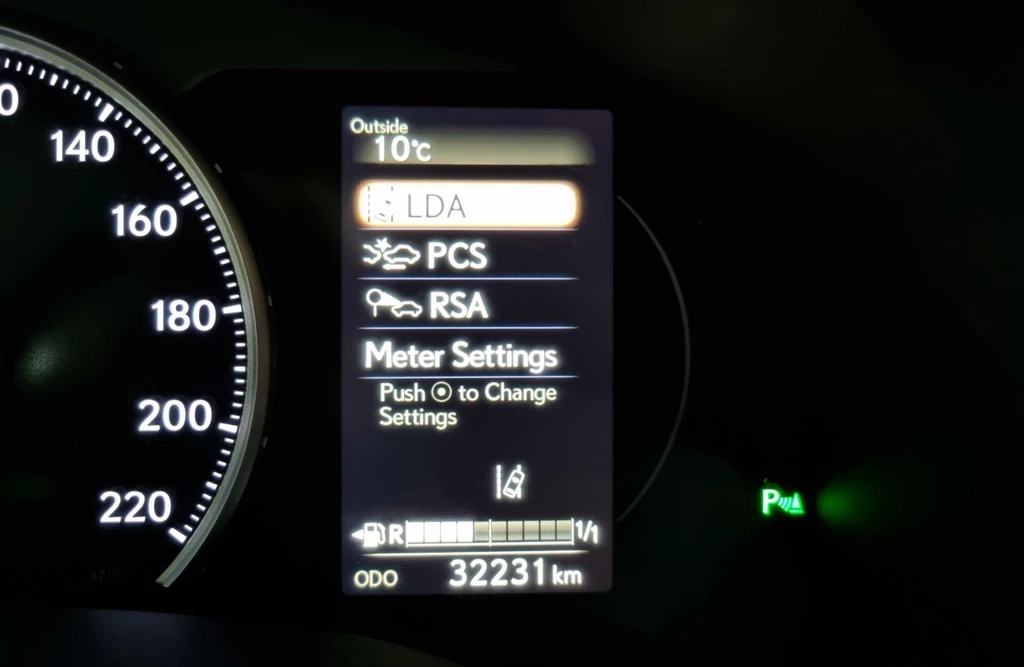 0
140
160
180
200
220
Outside
10°C
LDA
PCS
RSA
Meter Settings
Push ⦿ to Change
Settings
R 1/1
ODO 32231 km
P